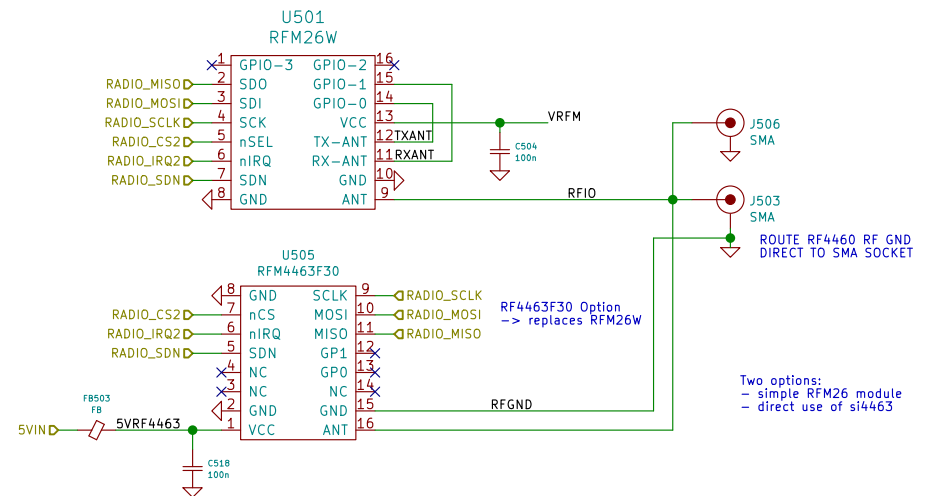 U501
RFM26W
1 GPIO-3 GPIO-2 16
RADIO_MISO 2 SDO GPIO-1 15
RADIO_MOSI 3 SDI GPIO-0 14
RADIO_SCLK 4 SCK VCC 13 VRFM
RADIO_CS2 5 nSEL TX-ANT 12 TXANT
RADIO_IRQ2 6 nIRQ RX-ANT 11 RXANT
RADIO_SDN 7 SDN GND 10
8 GND ANT 9 RFIO
C504
100n
J506
SMA
J503
SMA
ROUTE RF4460 RF GND
DIRECT TO SMA SOCKET
U505
RFM4463F30
8 GND SCLK 9 RADIO_SCLK
RADIO_CS2 7 nCS MOSI 10 RADIO_MOSI
RADIO_IRQ2 6 nIRQ MISO 11 RADIO_MISO
RADIO_SDN 5 SDN GP1 12
4 NC GP0 13
3 NC NC 14
2 GND GND 15 RFGND
5VIN 5VRF4463 1 VCC ANT 16
FB503
FB
C518
100n
RF4463F30 Option
-> replaces RFM26W
Two options:
- simple RFM26 module
- direct use of si4463